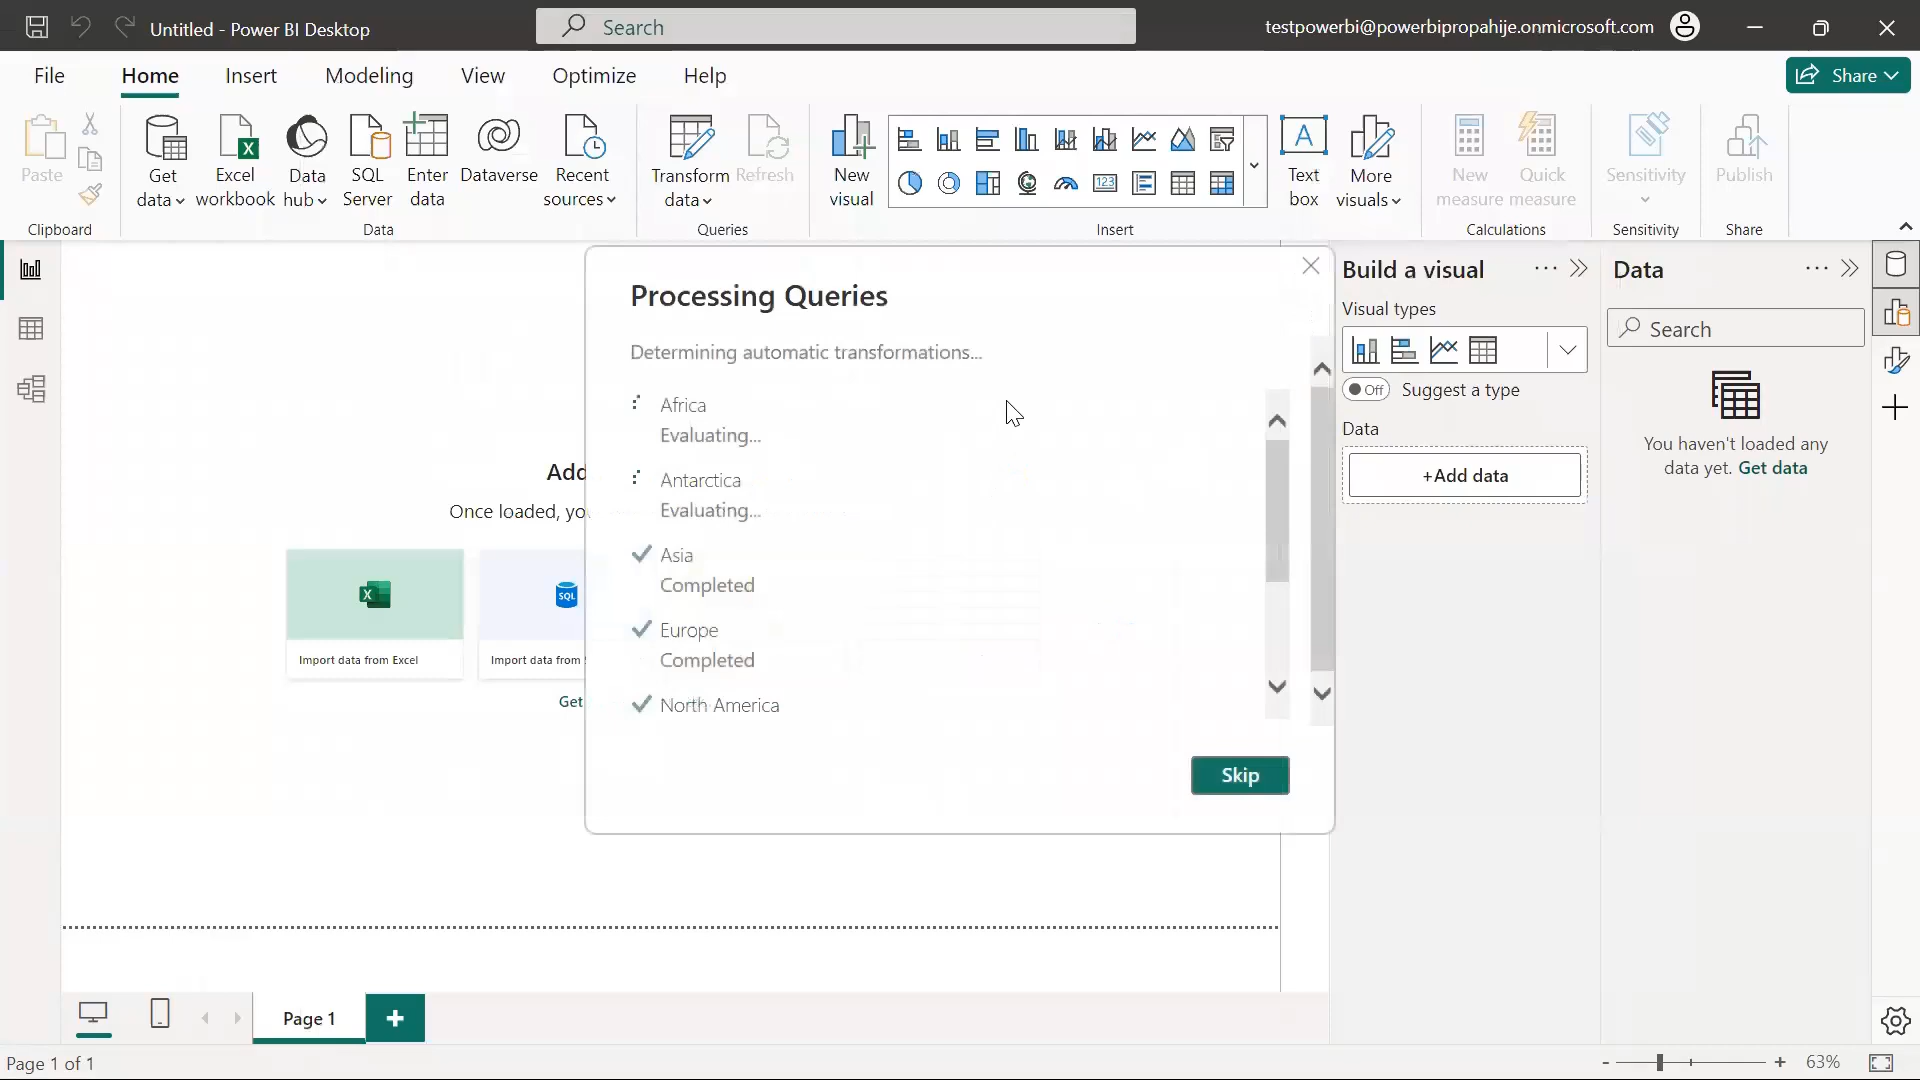 Untitled - Power BI Desktop
Search
testpowerbi@powerbipropahije.onmicrosoft.com
File
Home
Insert
Modeling
View
Optimize
Help
Share
Paste
Get data
Excel workbook
Data hub
SQL Server
Enter data
Dataverse
Recent sources
Transform data
Refresh
New visual
123
A
Text box
More visuals
New measure
Quick measure
Sensitivity
Publish
Clipboard
Data
Queries
Insert
Calculations
Sensitivity
Share
Processing Queries
Determining automatic transformations...
Africa
Evaluating...
Antarctica
Evaluating...
Asia
Completed
Europe
Completed
North America
Skip
Add
Once loaded, yo
X
SQL
Import data from Excel
Import data from
Get
Build a visual
Visual types
Off
Suggest a type
Data
+Add data
Data
Search
You haven't loaded any
data yet. Get data
Page 1
Page 1 of 1
63%